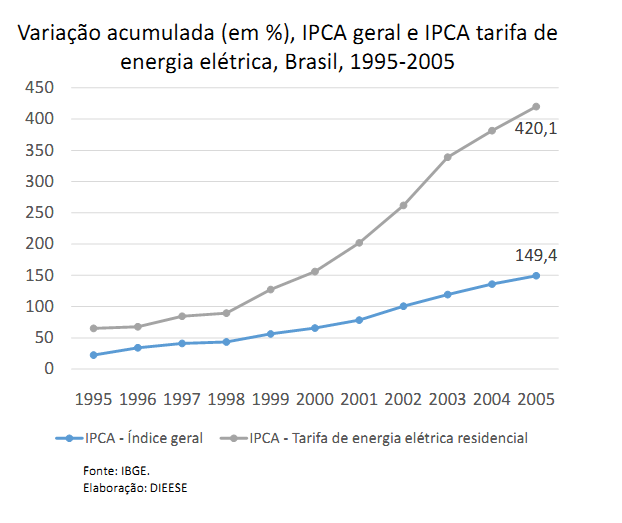 Variação acumulada (em %), IPCA geral e IPCA tarifa de
energia elétrica, Brasil, 1995-2005
450
400
350
300
250
200
150
100
50
0
420,1
149,4
1995 1996 1997 1998 1999 2000 2001 2002 2003 2004 2005
IPCA - Índice geral IPCA - Tarifa de energia elétrica residencial
Fonte: IBGE.
Elaboração: DIEESE